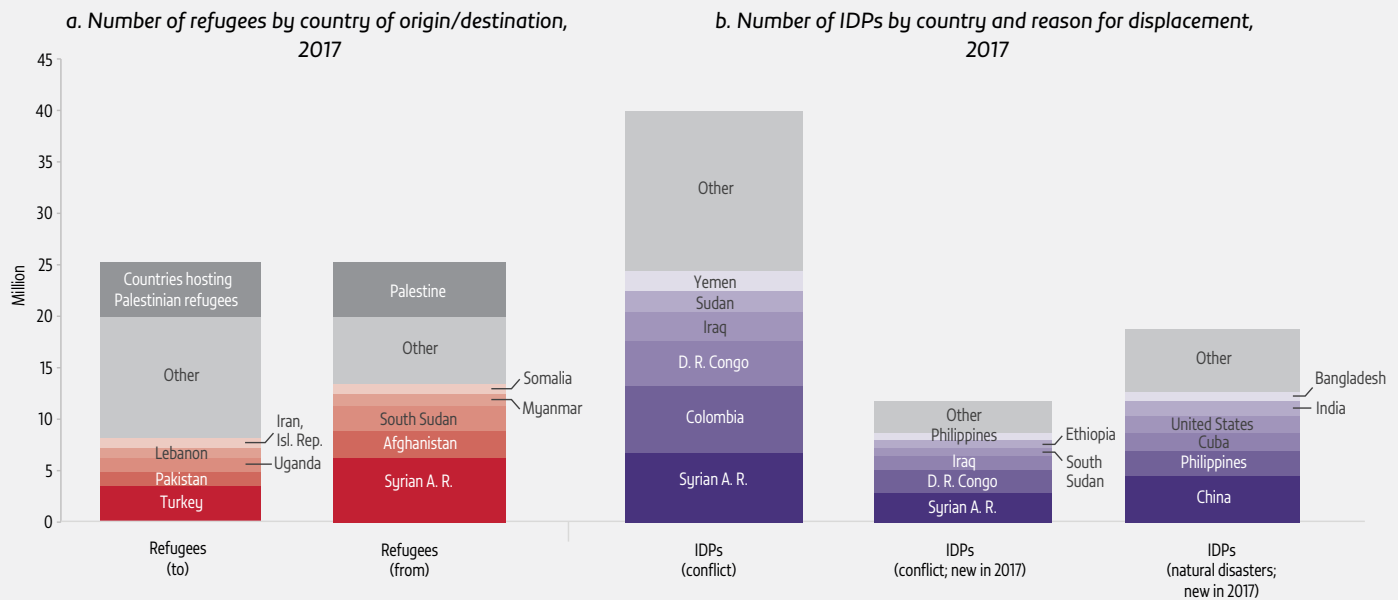 a. Number of refugees by country of origin/destination,
2017
b. Number of IDPs by country and reason for displacement,
2017
Million
45
40
35
30
25
20
15
10
5
0
Countries hosting
Palestinian refugees
Other
Iran,
Isl. Rep.
Lebanon
Uganda
Pakistan
Turkey
Refugees
(to)
Palestine
Other
Somalia
Myanmar
South Sudan
Afghanistan
Syrian A. R.
Refugees
(from)
Other
Yemen
Sudan
Iraq
D. R. Congo
Colombia
Syrian A. R.
IDPs
(conflict)
Other
Philippines
Ethiopia
South
Sudan
Iraq
D. R. Congo
Syrian A. R.
IDPs
(conflict; new in 2017)
Other
Bangladesh
India
United States
Cuba
Philippines
China
IDPs
(natural disasters;
new in 2017)